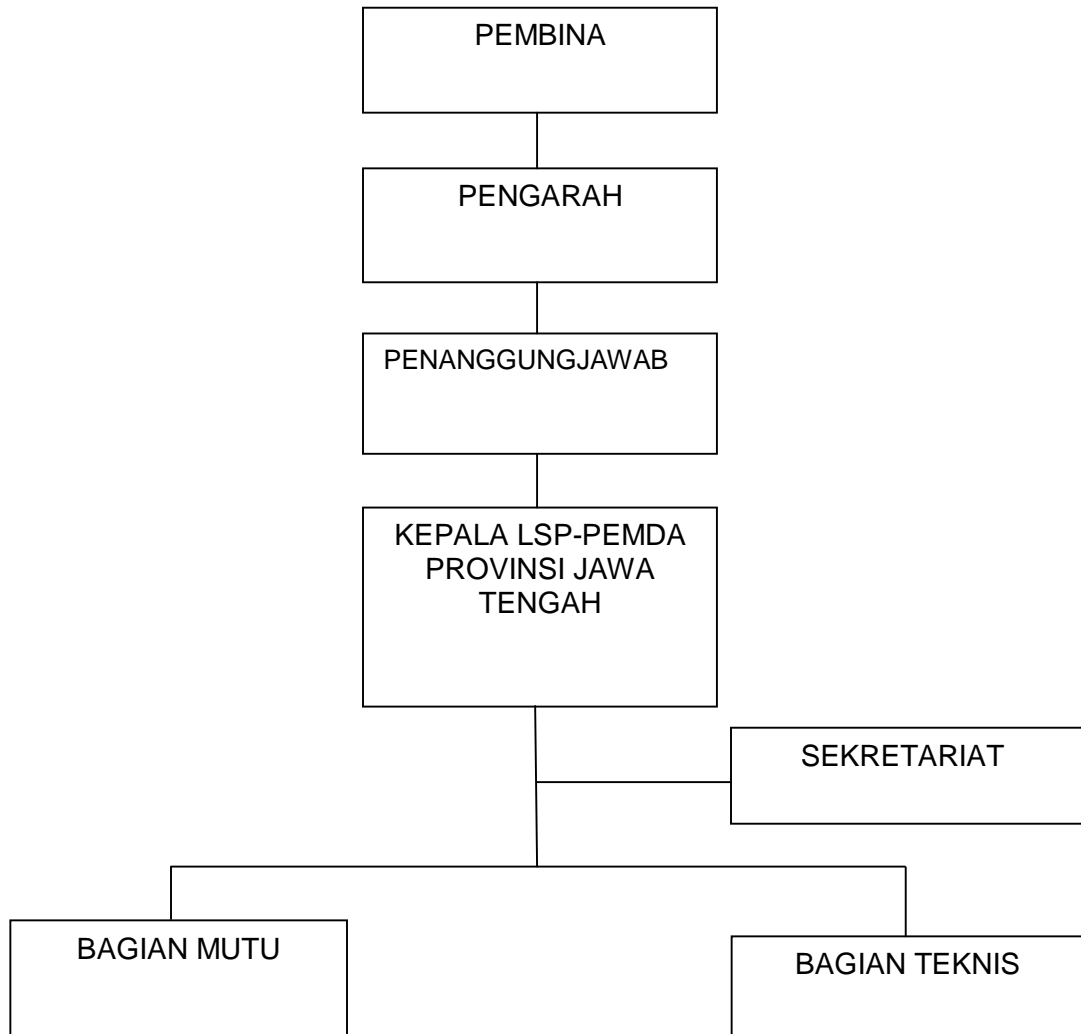 PEMBINA
PENGARAH
PENANGGUNGJAWAB
KEPALA LSP-PEMDA
PROVINSI JAWA
TENGAH
SEKRETARIAT
BAGIAN MUTU
BAGIAN TEKNIS